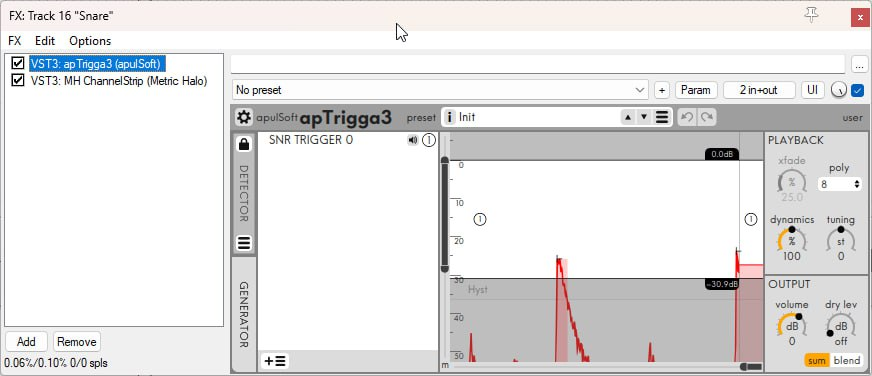 FX: Track 16 "Snare"
FX Edit Options
VST3: apTrigga3 (apulSoft)
VST3: MH ChannelStrip (Metric Halo)
...
No preset + Param 2 in+out UI
apulSoft apTrigga3 preset i Init user
SNR TRIGGER 0 1
DETECTOR
GENERATOR
0.0dB
0
10
20
30
40
50
1 1
-30.9dB
Hyst
m
PLAYBACK
xfade poly
% 8
25.0
dynamics tuning
% st
100 0
OUTPUT
volume dry lev
dB dB
0 off
sum blend
Add Remove
0.06%/0.10% 0/0 spls